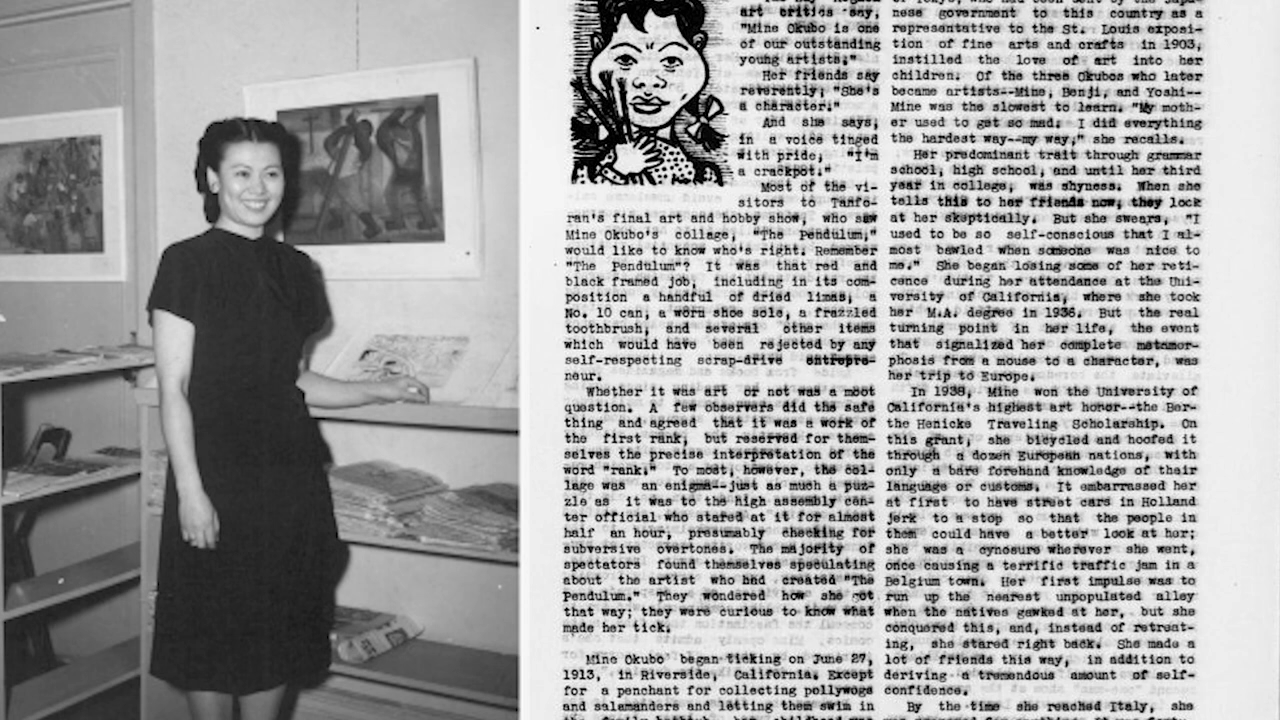 art critics say,
"Mine Okubo is one
of our outstanding
young artists."
Her friends say
reverently, "She's
a character."
And she says,
in a voice tinged
with pride, "I'm
a crackpot."
Most of the vi-
sitors to Tanfo-
ran's final art and hobby show, who saw
Mine Okubo's collage, "The Pendulum,"
would like to know who's right. Remember
"The Pendulum"? It was that red and
black framed job, including in its com-
position a handful of dried limas, a
No. 10 can, a worn shoe sole, a frazzled
toothbrush, and several other items
which would have been rejected by any
self-respecting scrap-drive entrepre-
neur.
Whether it was art or not was a moot
question. A few observers did the safe
thing and agreed that it was a work of
the first rank, but reserved for them-
selves the precise interpretation of the
word "rank." To most, however, the col-
lage was an enigma--just as much a puz-
zle as it was to the high assembly cen-
ter official who stared at it for almost
half an hour, presumably checking for
subversive overtones. The majority of
spectators found themselves speculating
about the artist who had created "The
Pendulum." They wondered how she got
that way; they were curious to know what
made her tick.
Mine Okubo began ticking on June 27,
1913, in Riverside, California. Except
for a penchant for collecting pollywogs
and salamanders and letting them swim in
the family bathtub, her childhood was
nese government to this country as a
representative to the St. Louis exposi-
tion of fine arts and crafts in 1903,
instilled the love of art into her
children. Of the three Okubos who later
became artists--Mine, Benji, and Yoshi--
Mine was the slowest to learn. "My moth-
er used to get so mad. I did everything
the hardest way--my way," she recalls.
Her predominant trait through grammar
school, high school, and until her third
year in college, was shyness. When she
tells this to her friends now, they look
at her skeptically. But she swears, "I
used to be so self-conscious that I al-
most bawled when someone was nice to
me." She began losing some of her reti-
cence during her attendance at the Uni-
versity of California, where she took
her M.A. degree in 1936. But the real
turning point in her life, the event
that signalized her complete metamor-
phosis from a mouse to a character, was
her trip to Europe.
In 1938, Mine won the University of
California's highest art honor--the Ber-
the Henicke Traveling Scholarship. On
this grant, she bicycled and hoofed it
through a dozen European nations, with
only a bare forehand knowledge of their
language or customs. It embarrassed her
at first to have street cars in Holland
jerk to a stop so that the people in
them could have a better look at her;
she was a cynosure wherever she went,
once causing a terrific traffic jam in a
Belgium town. Her first impulse was to
run up the nearest unpopulated alley
when the natives gawked at her, but she
conquered this, and, instead of retreat-
ing, she stared right back. She made a
lot of friends this way, in addition to
deriving a tremendous amount of self-
confidence.
By the time she reached Italy, she